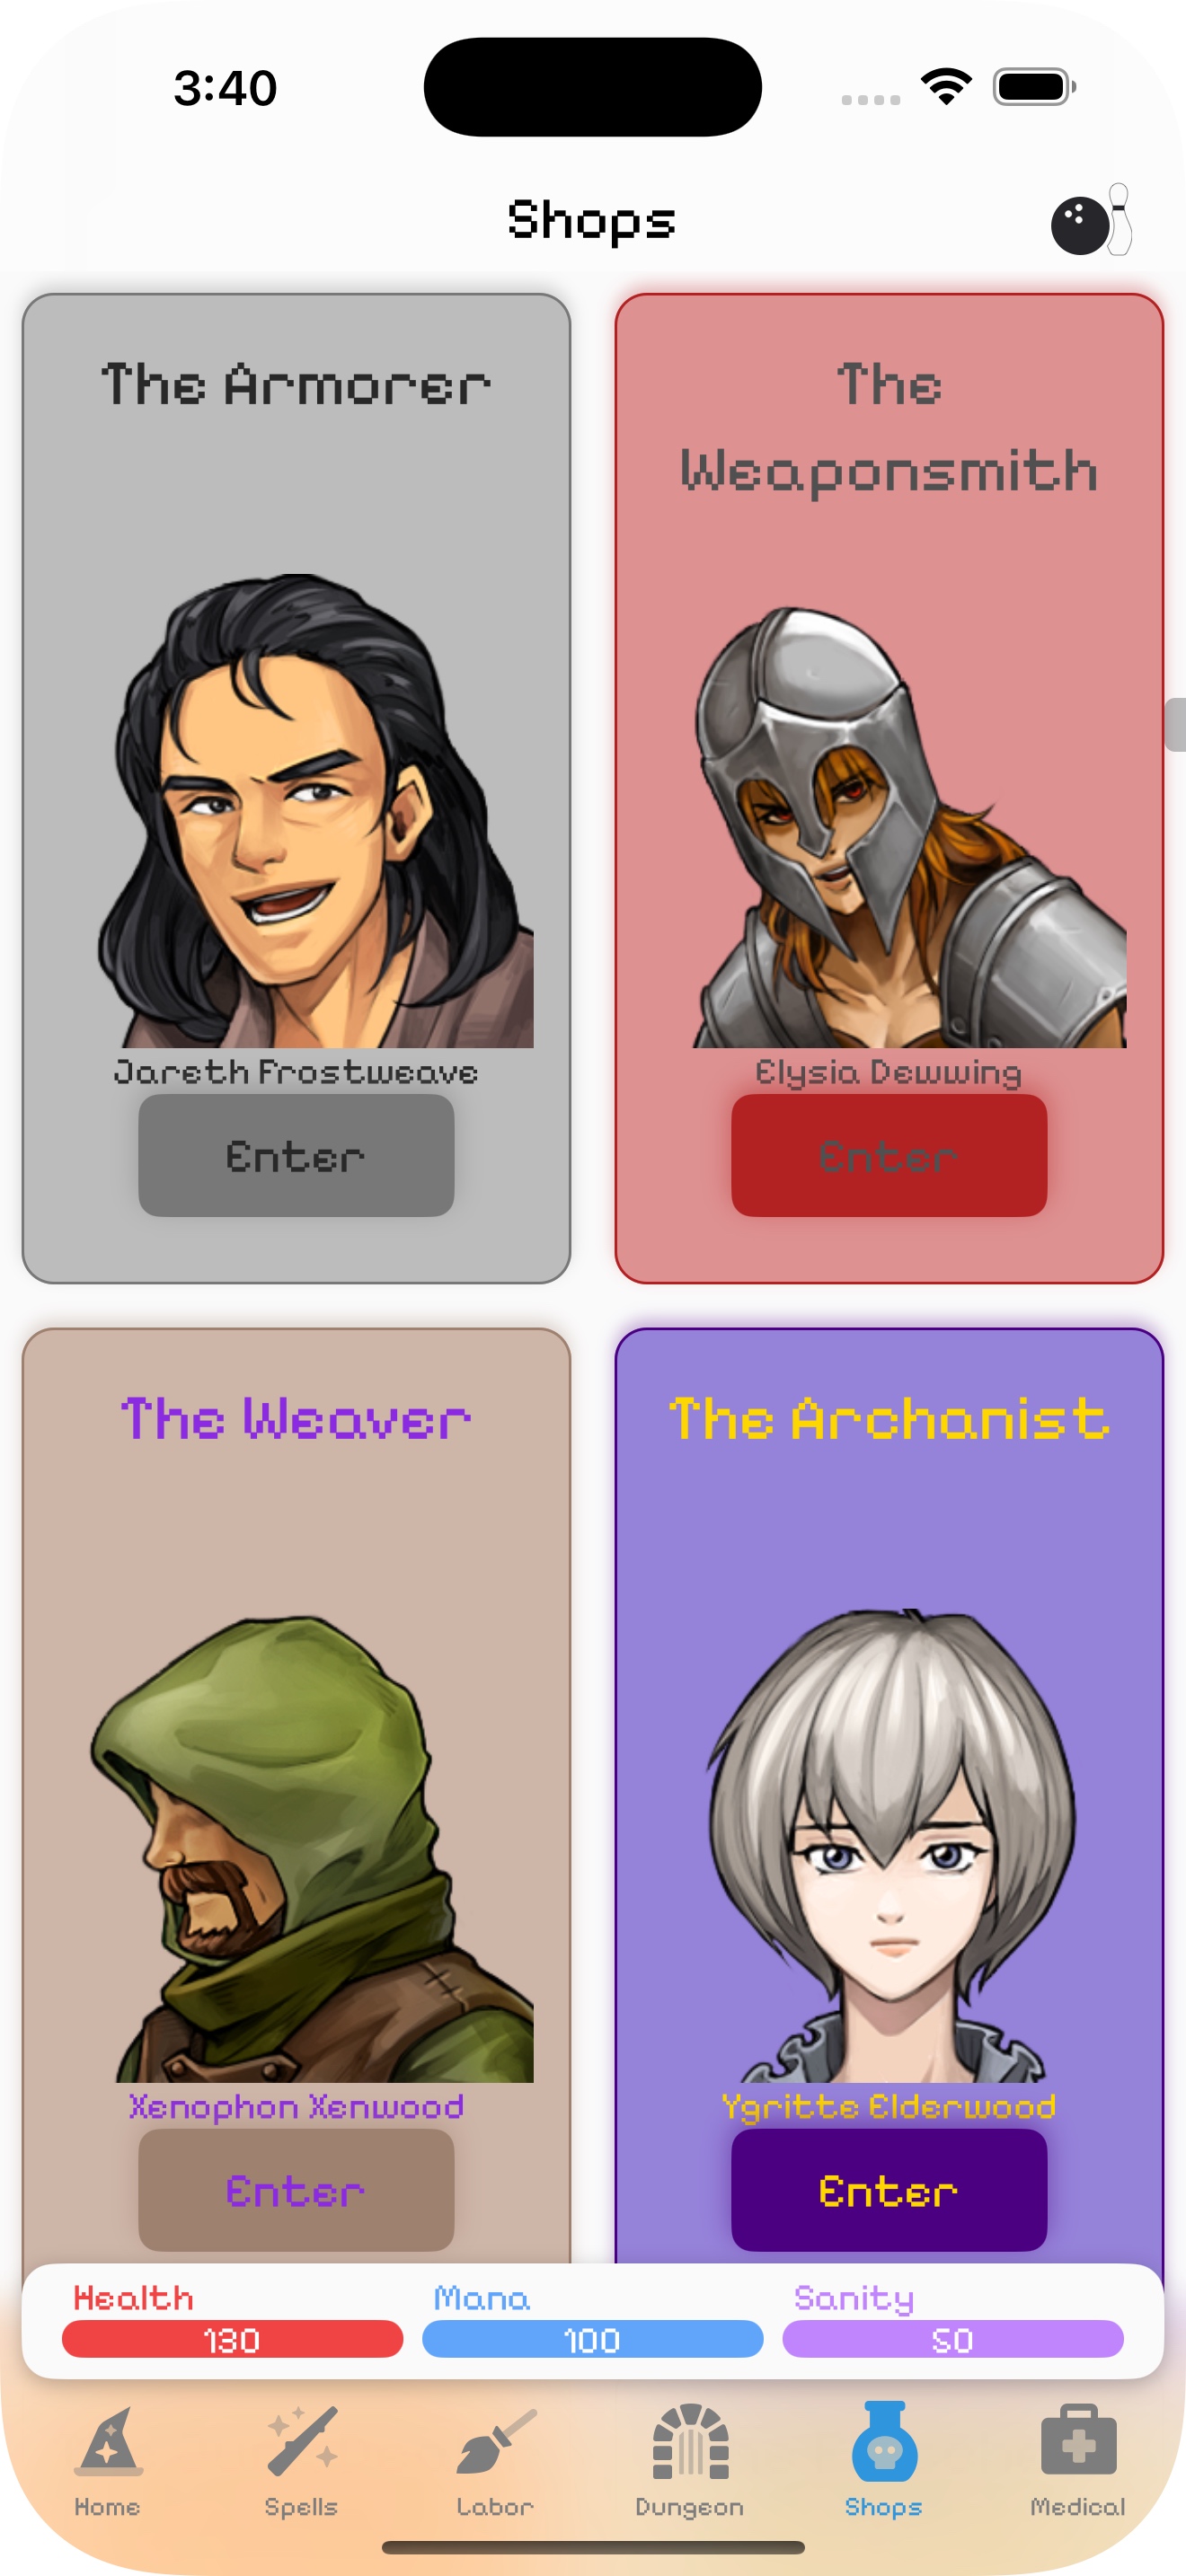 3:40
Shops
The Armorer
The
Weaponsmith
Jareth Frostweave
Elysia Dewwing
Enter
Enter
The Weaver
The Archanist
Xenophon Xenwood
Ygritte Elderwood
Enter
Enter
Health
Mana
Sanity
130
100
50
Home
Spells
Labor
Dungeon
Shops
Medical